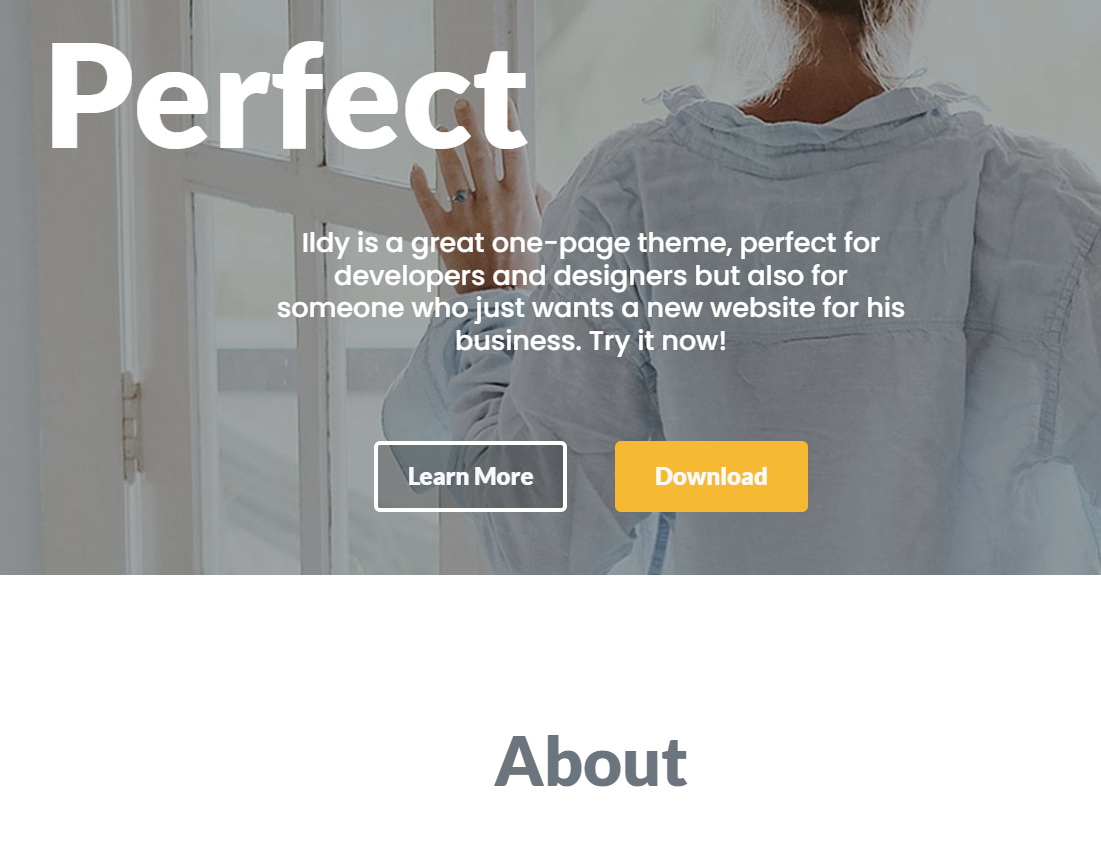 Perfect
Ildy is a great one-page theme, perfect for
developers and designers but also for
someone who just wants a new website for his
business. Try it now!
Learn More
Download
About